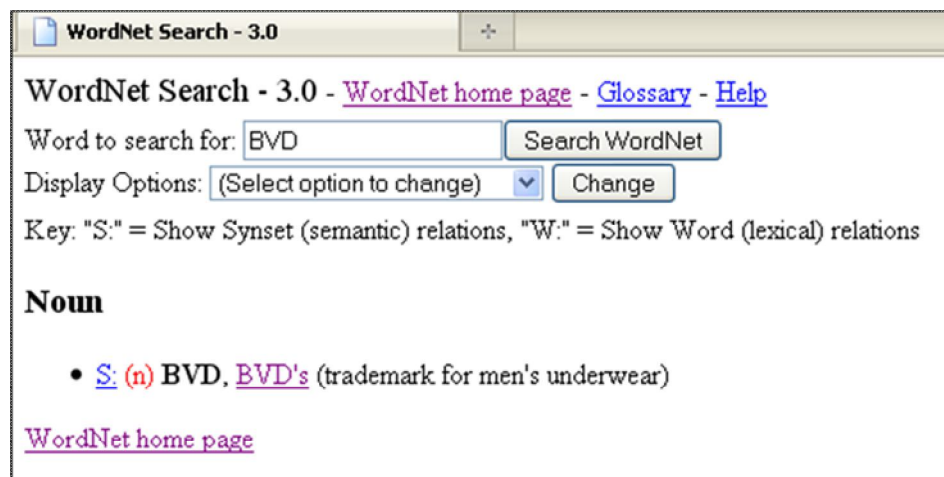 WordNet Search - 3.0
WordNet Search - 3.0 - WordNet home page - Glossary - Help
Word to search for: BVD Search WordNet
Display Options: (Select option to change) Change
Key: "S:" = Show Synset (semantic) relations, "W:" = Show Word (lexical) relations
Noun
• S: (n) BVD, BVD's (trademark for men's underwear)
WordNet home page